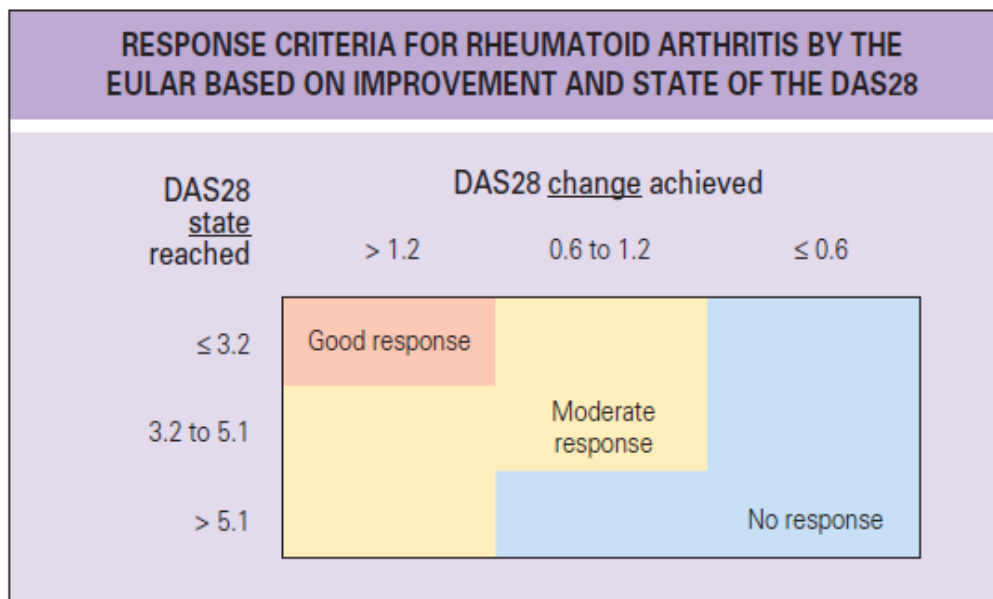 RESPONSE CRITERIA FOR RHEUMATOID ARTHRITIS BY THE
EULAR BASED ON IMPROVEMENT AND STATE OF THE DAS28
DAS28
state
reached
DAS28 change achieved
> 1.2
0.6 to 1.2
≤ 0.6
≤ 3.2
Good response
3.2 to 5.1
Moderate
response
> 5.1
No response